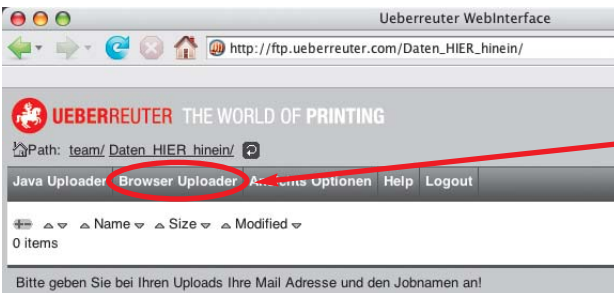 Ueberreuter WebInterface
http://ftp.ueberreuter.com/Daten_HIER_hinein/
UEBERREUTER THE WORLD OF PRINTING
Path: team/ Daten_HIER_hinein/
Java Uploader Browser Uploader Ansichts Optionen Help Logout
Name Size Modified
0 items
Bitte geben Sie bei Ihren Uploads Ihre Mail Adresse und den Jobnamen an!